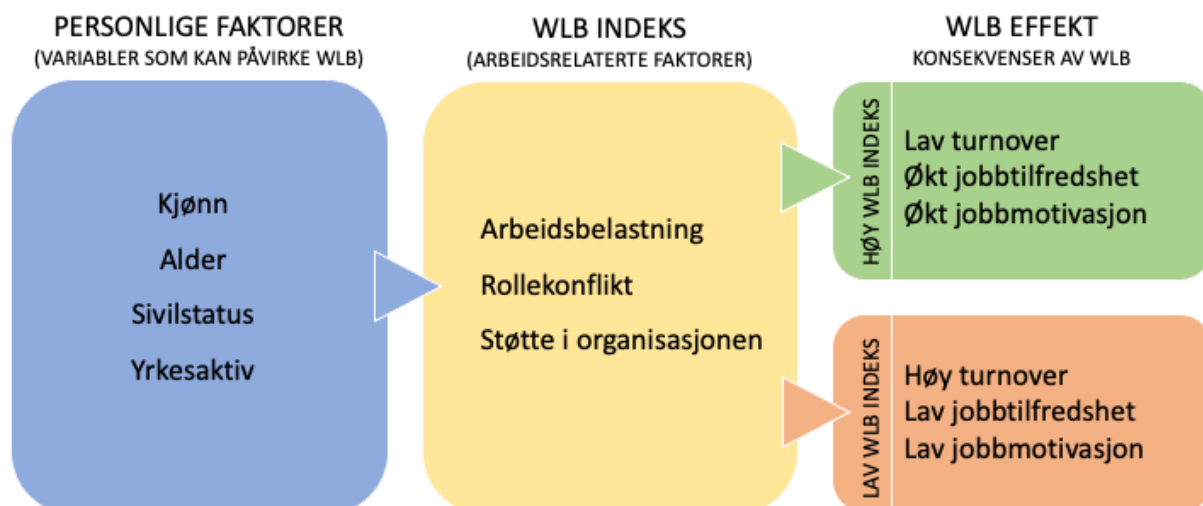 PERSONLIGE FAKTORER
(VARIABLER SOM KAN PÅVIRKE WLB)
Kjønn
Alder
Sivilstatus
Yrkesaktiv
WLB INDEKS
(ARBEIDSRELATERTE FAKTORER)
Arbeidsbelastning
Rollekonflikt
Støtte i organisasjonen
WLB EFFEKT
KONSEKVENSER AV WLB
HØY WLB INDEKS
Lav turnover
Økt jobbtilfredshet
Økt jobbmotivasjon
LAV WLB INDEKS
Høy turnover
Lav jobbtilfredshet
Lav jobbmotivasjon